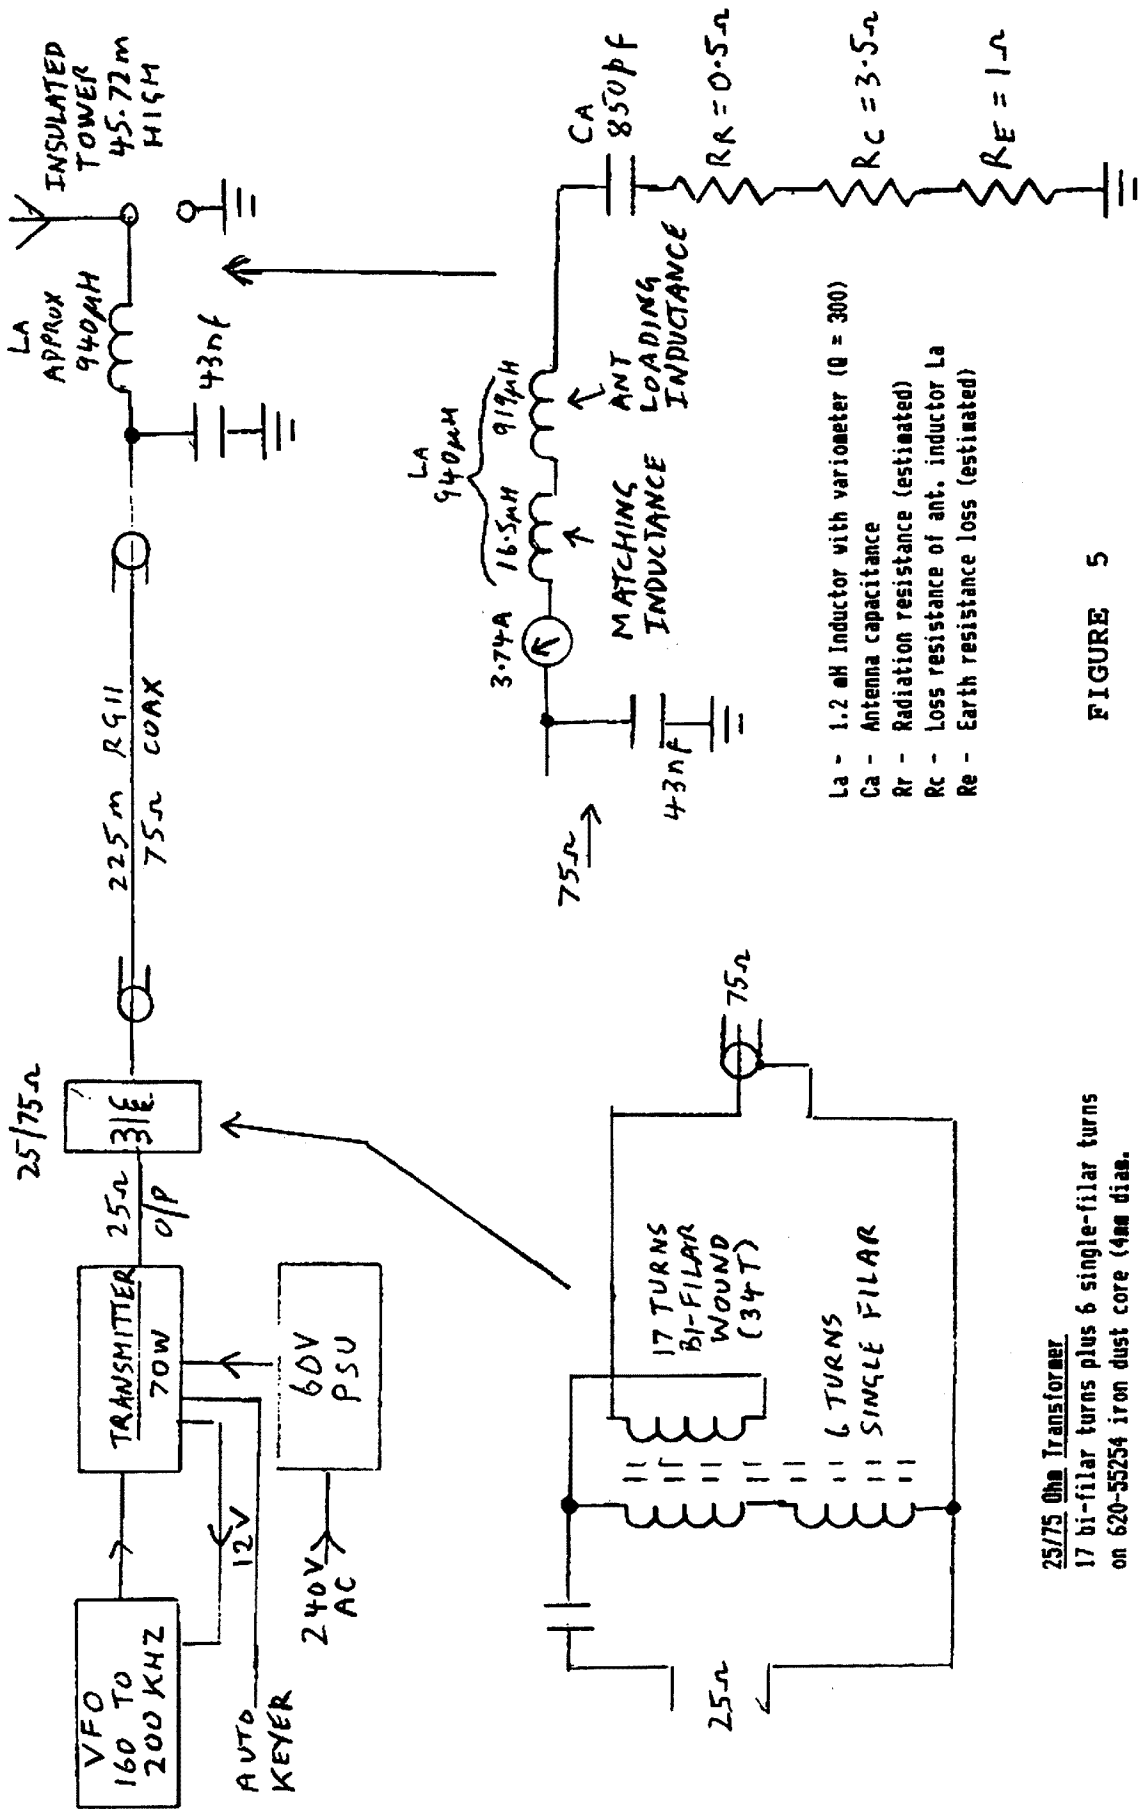 VFO
160 TO
200 KHZ
AUTO
KEYER
12V
TRANSMITTER
70W
240V
AC
60V
PSU
25Ω
O/P
25/75Ω
225m RG11
75Ω COAX
LA
APPROX
940μH
43nf
INSULATED
TOWER
45.72m
HIGH
25Ω
17 TURNS
BI-FILAR
WOUND
(34T)
6 TURNS
SINGLE FILAR
75Ω
25/75 Ohm Transformer
17 bi-filar turns plus 6 single-filar turns
on 620-55254 iron dust core (4mm diam.
75Ω
43nf
3.74A
LA
940μH
16.5μH
919μH
MATCHING
INDUCTANCE
ANT
LOADING
INDUCTANCE
CA
850pf
RR = 0.5Ω
RC = 3.5Ω
RE = 1Ω
La - 1.2 mH Inductor with variometer (Q = 300)
Ca - Antenna capacitance
Rr - Radiation resistance (estimated)
Rc - Loss resistance of ant. inductor La
Re - Earth resistance loss (estimated)
FIGURE 5